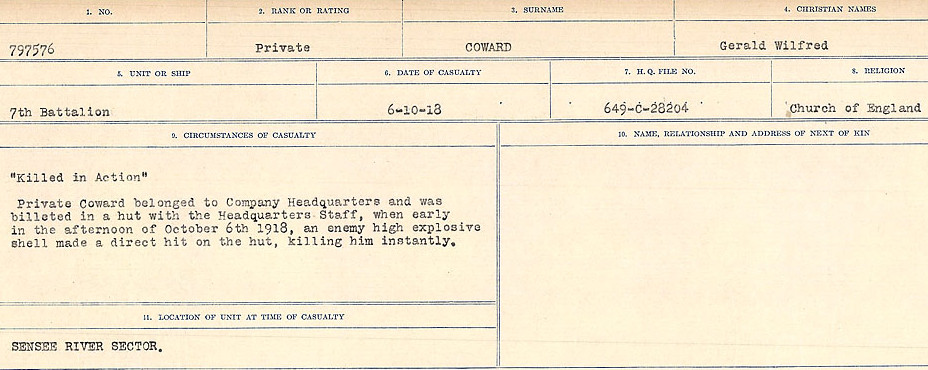 1. NO.
2. RANK OR RATING
3. SURNAME
4. CHRISTIAN NAMES
797576
Private
COWARD
Gerald Wilfred
5. UNIT OR SHIP
6. DATE OF CASUALTY
7. H. Q. FILE NO.
8. RELIGION
7th Battalion
6-10-18
649-C-28204
Church of England
9. CIRCUMSTANCES OF CASUALTY
"Killed in Action"
Private Coward belonged to Company Headquarters and was
billeted in a hut with the Headquarters Staff, when early
in the afternoon of October 6th 1918, an enemy high explosive
shell made a direct hit on the hut, killing him instantly.
10. NAME, RELATIONSHIP AND ADDRESS OF NEXT OF KIN
11. LOCATION OF UNIT AT TIME OF CASUALTY
SENSEE RIVER SECTOR.